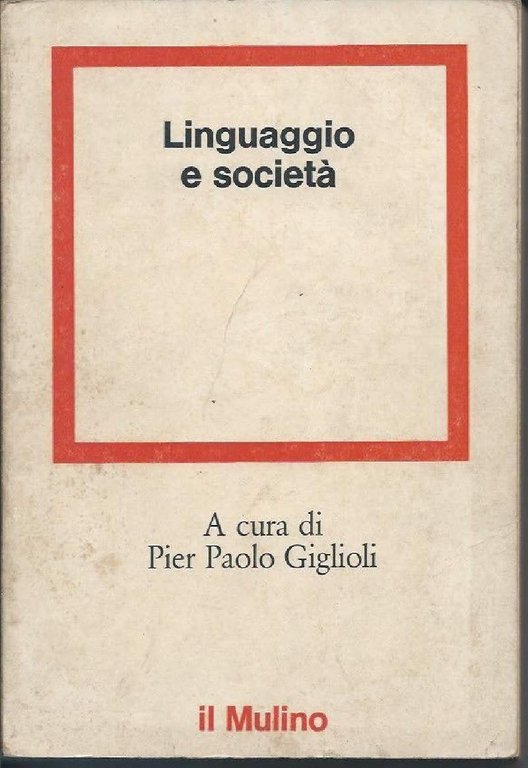 Linguaggio
e società
A cura di
Pier Paolo Giglioli
il Mulino